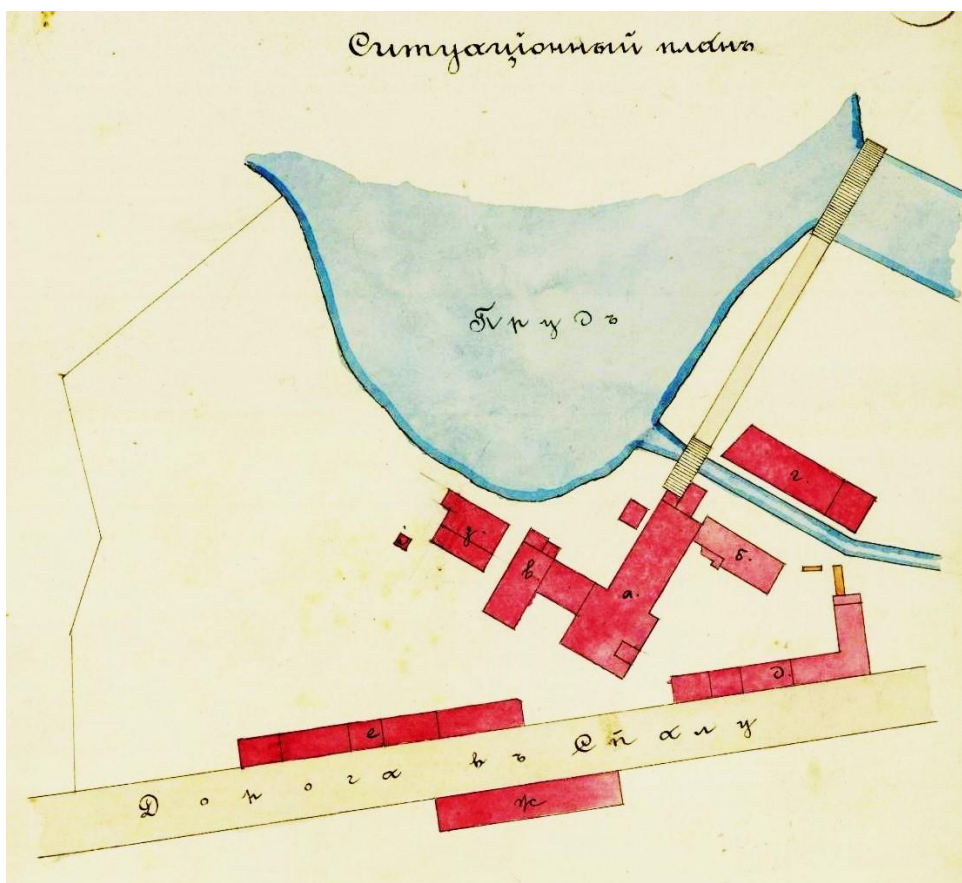 Ситуаціонный планъ
Прудъ
г.
з.
в.
б.
а.
д.
е
Дорога въ Сталу
ж